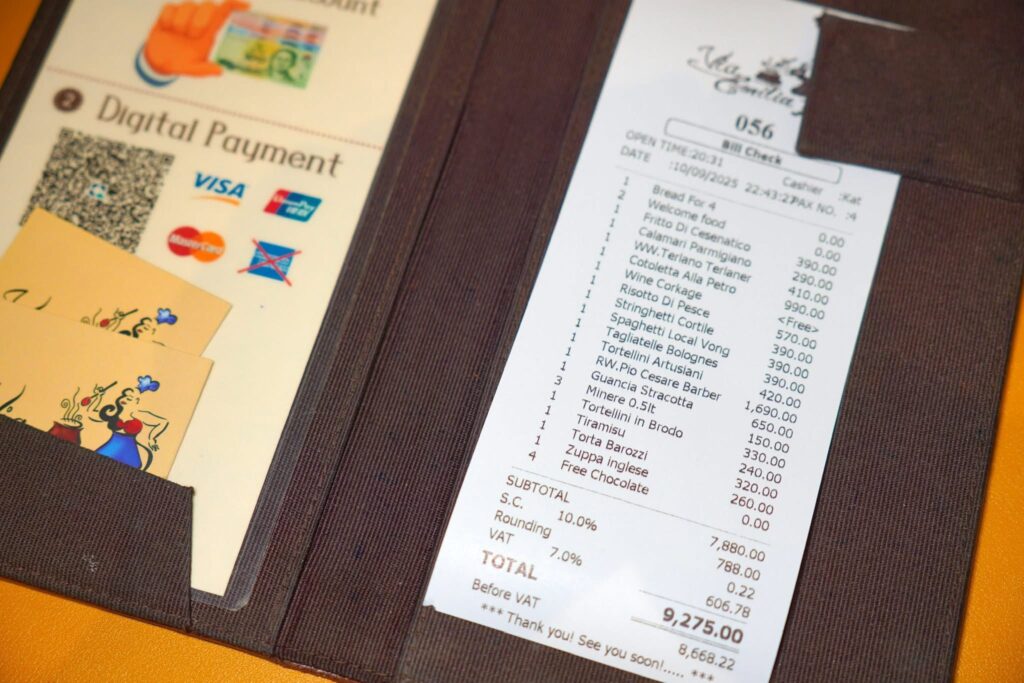 ount
2 Digital Payment
VISA
UnionPay
银联
MasterCard
Via Emilia
056
Bill Check
OPEN TIME:20:31 Cashier :Kat
DATE :10/09/2025 22:43:27 PAX NO. :4
1 Bread For 4 0.00
2 Welcome food 0.00
1 Fritto Di Cesenatico 390.00
1 Calamari Parmigiano 290.00
1 WW.Terlano Terlaner 410.00
1 Cotoletta Alla Petro 990.00
1 Wine Corkage <Free>
1 Risotto Di Pesce 570.00
1 Stringhetti Cortile 390.00
1 Spaghetti Local Vong 390.00
1 Tagliatelle Bolognes 390.00
1 Tortellini Artusiani 420.00
1 RW.Pio Cesare Barber 1,690.00
1 Guancia Stracotta 650.00
3 Minere 0.5lt 150.00
1 Tortellini in Brodo 330.00
1 Tiramisu 240.00
1 Torta Barozzi 320.00
1 Zuppa inglese 260.00
4 Free Chocolate 0.00
SUBTOTAL 7,880.00
S.C. 10.0% 788.00
Rounding 0.22
VAT 7.0% 606.78
TOTAL 9,275.00
Before VAT 8,668.22
*** Thank you! See you soon!..... ***